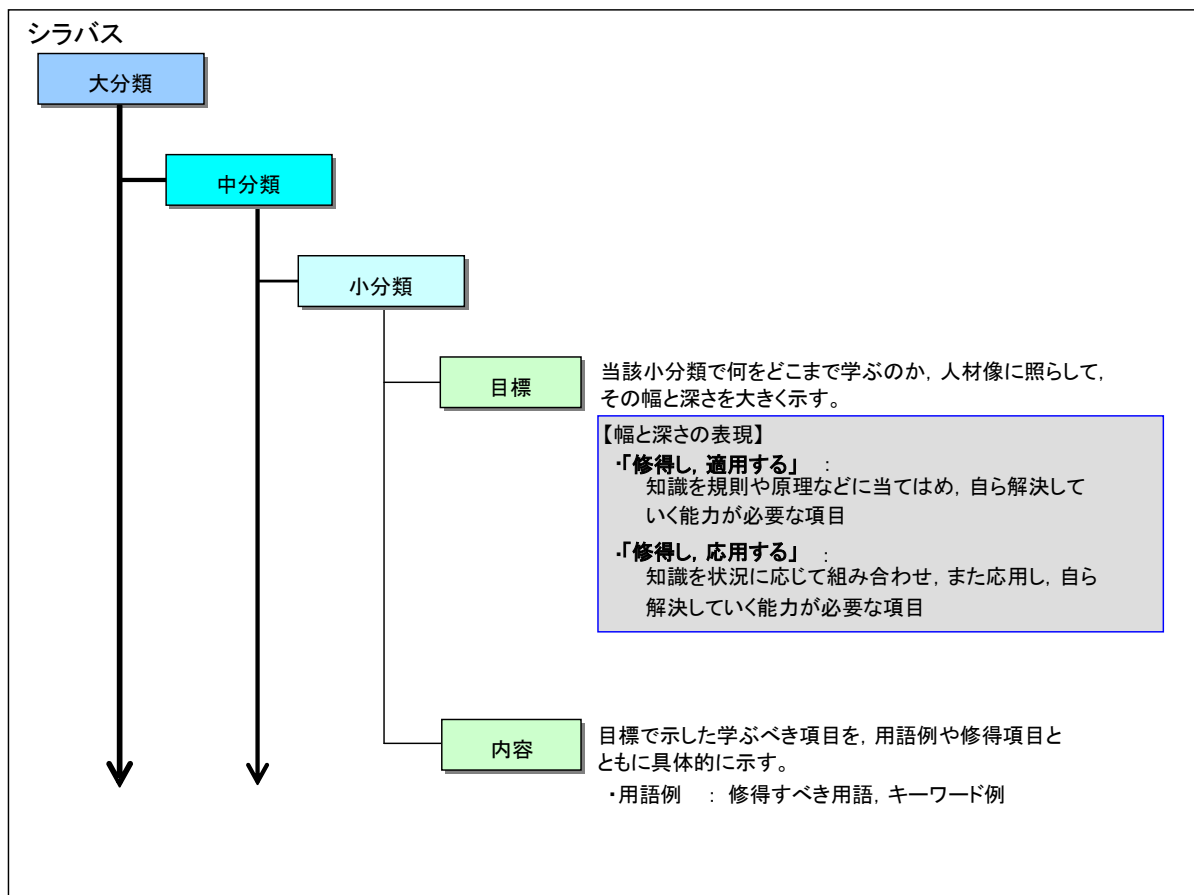 シラバス
大分類
中分類
小分類
目標
当該小分類で何をどこまで学ぶのか，人材像に照らして，
その幅と深さを大きく示す。
【幅と深さの表現】
・「修得し，適用する」　：
知識を規則や原理などに当てはめ，自ら解決して
いく能力が必要な項目
・「修得し，応用する」　：
知識を状況に応じて組み合わせ，また応用し，自ら
解決していく能力が必要な項目
内容
目標で示した学ぶべき項目を，用語例や修得項目と
ともに具体的に示す。
・用語例　：　修得すべき用語，キーワード例